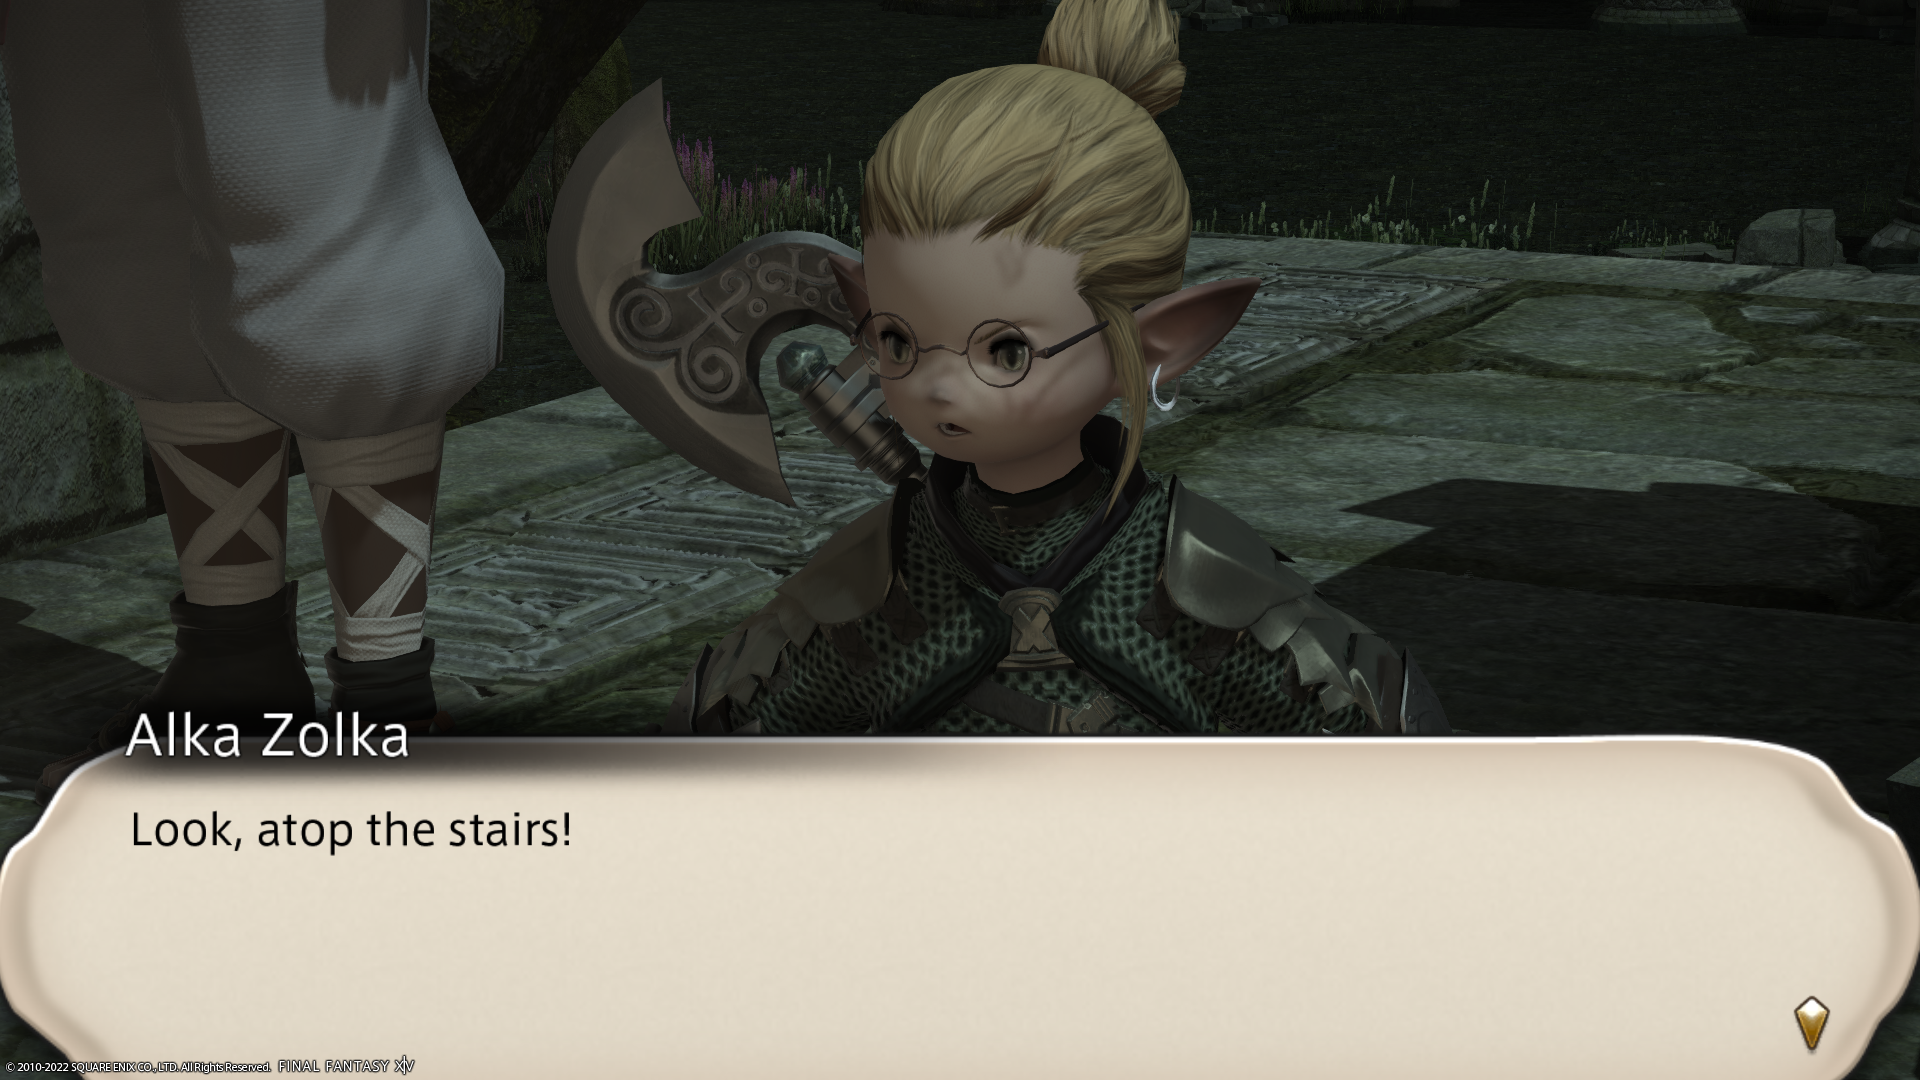 Alka Zolka
Look, atop the stairs!
© 2010-2022 SQUARE ENIX CO., LTD. All Rights Reserved. FINAL FANTASY XIV